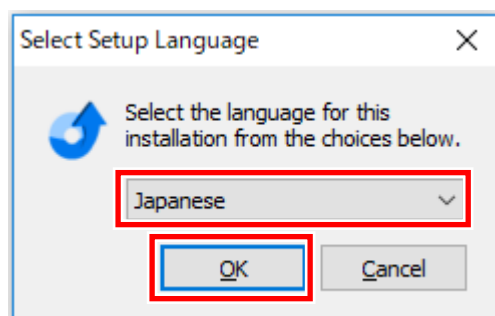 Select Setup Language
Select the language for this
installation from the choices below.
Japanese
OK
Cancel